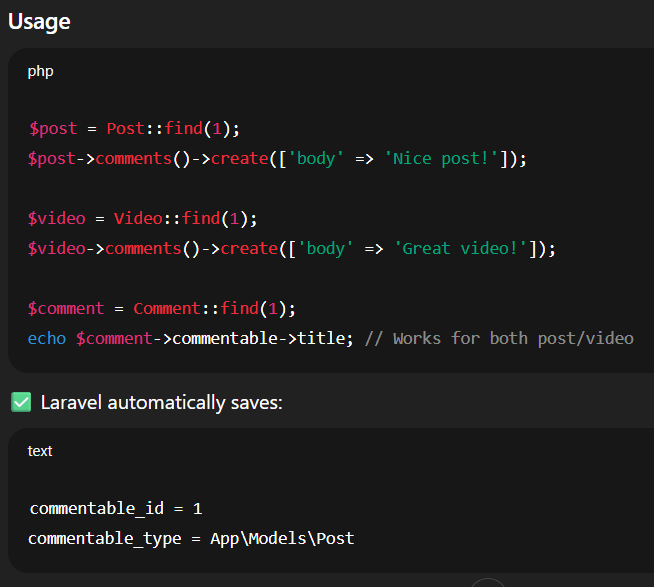 Usage
php
$post = Post::find(1);
$post->comments()->create(['body' => 'Nice post!']);
$video = Video::find(1);
$video->comments()->create(['body' => 'Great video!']);
$comment = Comment::find(1);
echo $comment->commentable->title; // Works for both post/video
✅ Laravel automatically saves:
text
commentable_id = 1
commentable_type = App\Models\Post